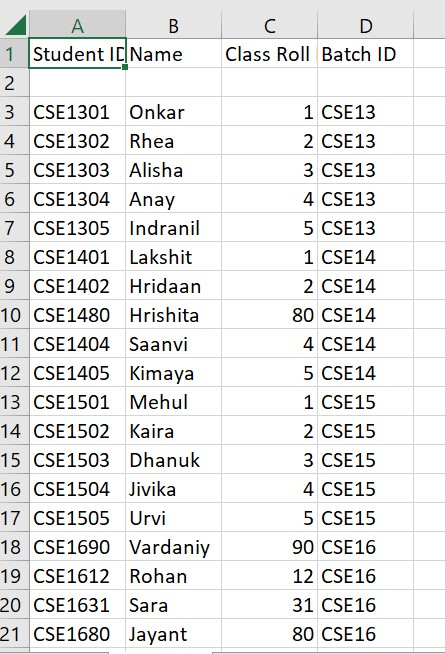 A B C D
1 Student ID Name Class Roll Batch ID
2
3 CSE1301 Onkar 1 CSE13
4 CSE1302 Rhea 2 CSE13
5 CSE1303 Alisha 3 CSE13
6 CSE1304 Anay 4 CSE13
7 CSE1305 Indranil 5 CSE13
8 CSE1401 Lakshit 1 CSE14
9 CSE1402 Hridaan 2 CSE14
10 CSE1480 Hrishita 80 CSE14
11 CSE1404 Saanvi 4 CSE14
12 CSE1405 Kimaya 5 CSE14
13 CSE1501 Mehul 1 CSE15
14 CSE1502 Kaira 2 CSE15
15 CSE1503 Dhanuk 3 CSE15
16 CSE1504 Jivika 4 CSE15
17 CSE1505 Urvi 5 CSE15
18 CSE1690 Vardaniy 90 CSE16
19 CSE1612 Rohan 12 CSE16
20 CSE1631 Sara 31 CSE16
21 CSE1680 Jayant 80 CSE16